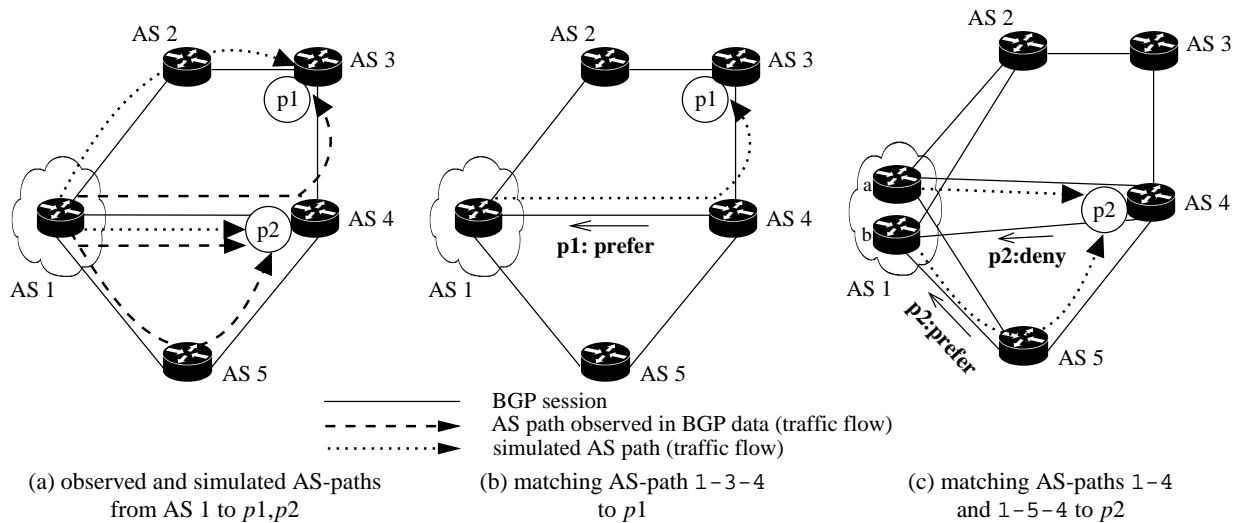 AS 2
AS 3
p1
AS 4
p2
AS 1
AS 5
AS 2
AS 3
p1
AS 4
p1: prefer
AS 1
AS 5
AS 2
AS 3
a
p2
AS 4
b
p2:deny
AS 1
p2:prefer
AS 5
BGP session
AS path observed in BGP data (traffic flow)
simulated AS path (traffic flow)
(a) observed and simulated AS-paths
from AS 1 to p1,p2
(b) matching AS-path 1-3-4
to p1
(c) matching AS-paths 1-4
and 1-5-4 to p2